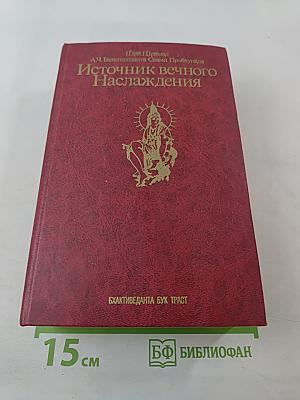 Шри Шримад
А.Ч. Бхактиведанта Свами Прабхупада
Источник вечного
Наслаждения
БХАКТИВЕДАНТА БУК ТРАСТ
15 см
БФ БИБЛИОФАН